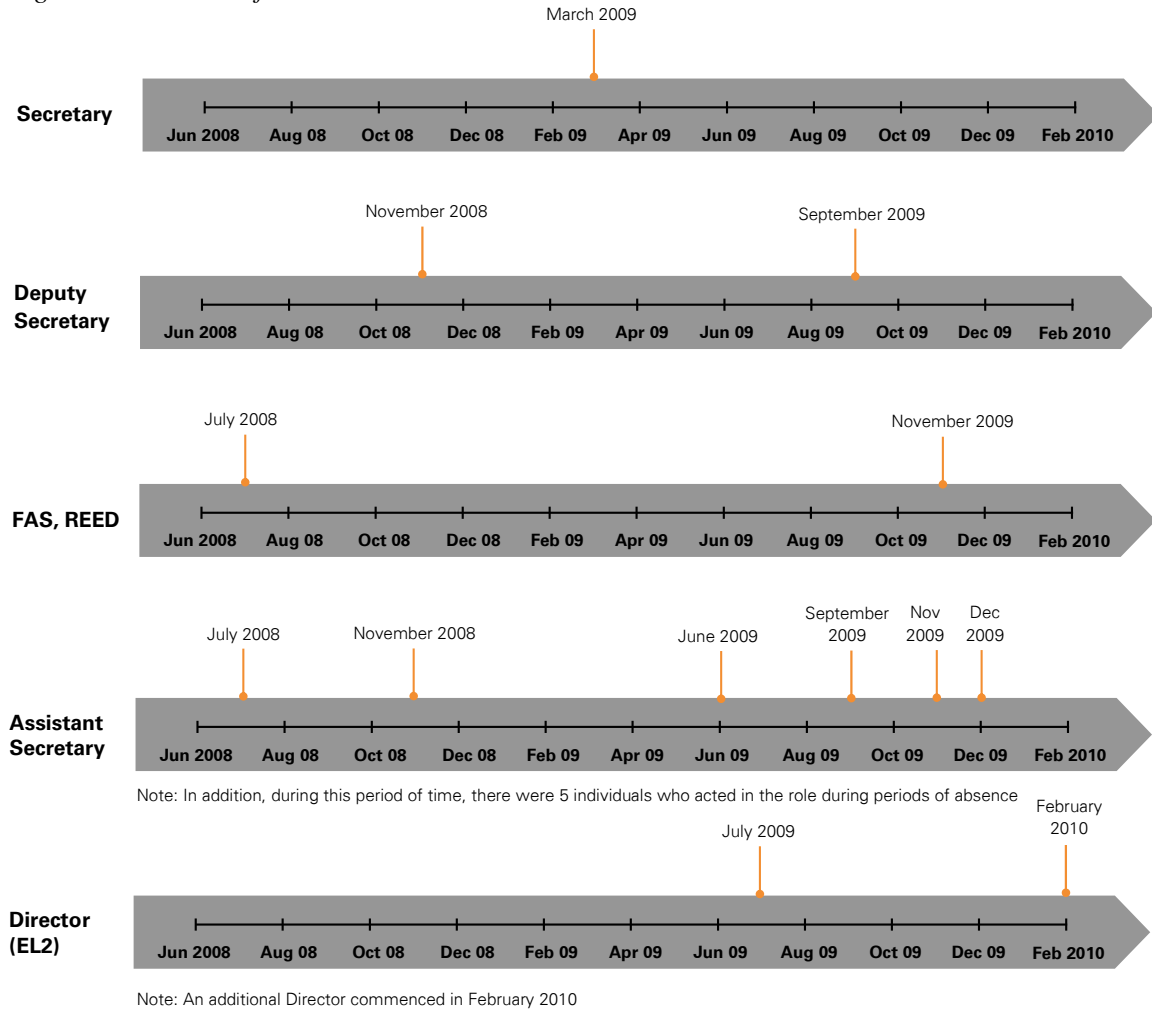 March 2009
Secretary
Jun 2008 Aug 08 Oct 08 Dec 08 Feb 09 Apr 09 Jun 09 Aug 09 Oct 09 Dec 09 Feb 2010
November 2008 September 2009
Deputy
Secretary
Jun 2008 Aug 08 Oct 08 Dec 08 Feb 09 Apr 09 Jun 09 Aug 09 Oct 09 Dec 09 Feb 2010
July 2008 November 2009
FAS, REED
Jun 2008 Aug 08 Oct 08 Dec 08 Feb 09 Apr 09 Jun 09 Aug 09 Oct 09 Dec 09 Feb 2010
July 2008 November 2008 June 2009 September 2009 Nov 2009 Dec 2009
Assistant
Secretary
Jun 2008 Aug 08 Oct 08 Dec 08 Feb 09 Apr 09 Jun 09 Aug 09 Oct 09 Dec 09 Feb 2010
Note: In addition, during this period of time, there were 5 individuals who acted in the role during periods of absence
July 2009 February 2010
Director
(EL2)
Jun 2008 Aug 08 Oct 08 Dec 08 Feb 09 Apr 09 Jun 09 Aug 09 Oct 09 Dec 09 Feb 2010
Note: An additional Director commenced in February 2010